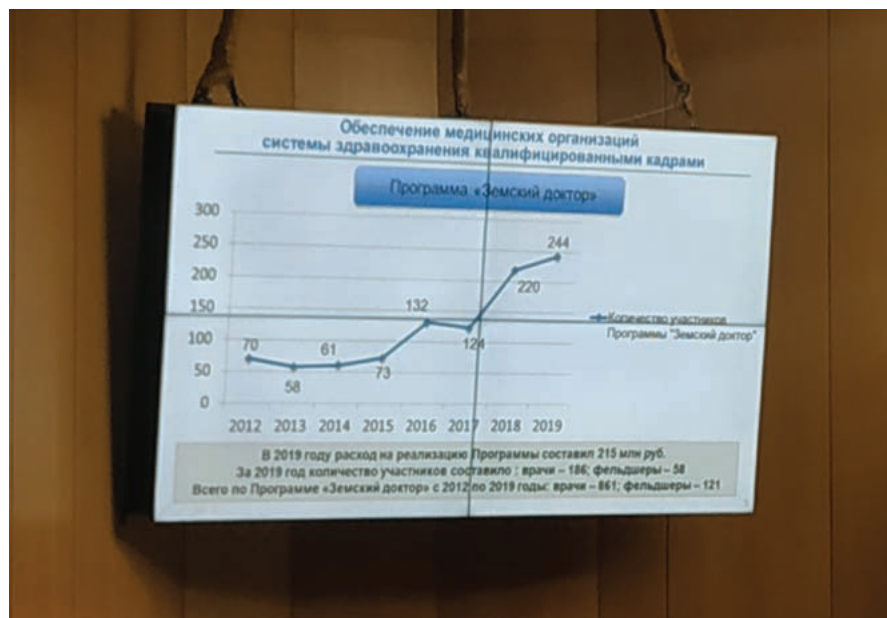 Обеспечение медицинских организаций
системы здравоохранения квалифицированными кадрами
Программа «Земский доктор»
300
250
200
150
100
50
0
70
58
61
73
132
124
220
244
2012 2013 2014 2015 2016 2017 2018 2019
Количество участников
Программы "Земский доктор"
В 2019 году расход на реализацию Программы составил 215 млн руб.
За 2019 год количество участников составило : врачи – 186; фельдшеры – 58
Всего по Программе «Земский доктор» с 2012 по 2019 годы: врачи – 861; фельдшеры – 121